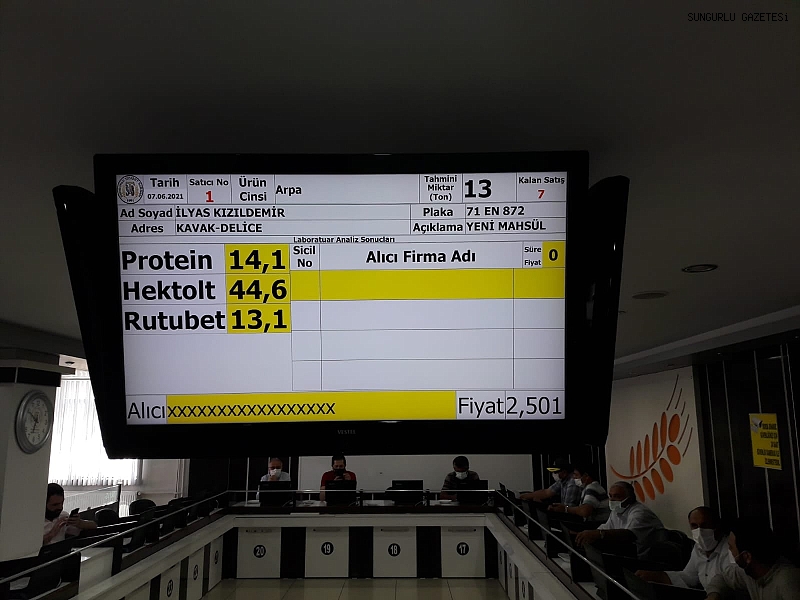 SUNGURLU GAZETESi
Tarih
07.06.2021
Satıcı No
1
Ürün Cinsi
Arpa
Tahmini Miktar (Ton)
13
Kalan Satış
7
Ad Soyad İLYAS KIZILDEMİR
Plaka 71 EN 872
Adres KAVAK-DELİCE
Açıklama YENİ MAHSÜL
Laboratuar Analiz Sonuçları
Protein 14,1
Hektolt 44,6
Rutubet 13,1
Sicil No
Alıcı Firma Adı
Süre
Fiyat
0
Alıcı xxxxxxxxxxxxxxxxx
Fiyat 2,501
VESTEL
20
19
18
17